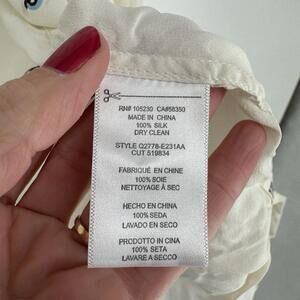 RN# 105230 CA#58350
MADE IN CHINA
100% SILK
DRY CLEAN
STYLE Q2778-E231AA
CUT 519834
FABRIQUÉ EN CHINE
100% SOIE
NETTOYAGE À SEC
HECHO EN CHINA
100% SEDA
LAVADO EN SECO
PRODOTTO IN CINA
100% SETA
LAVARE A SECCO